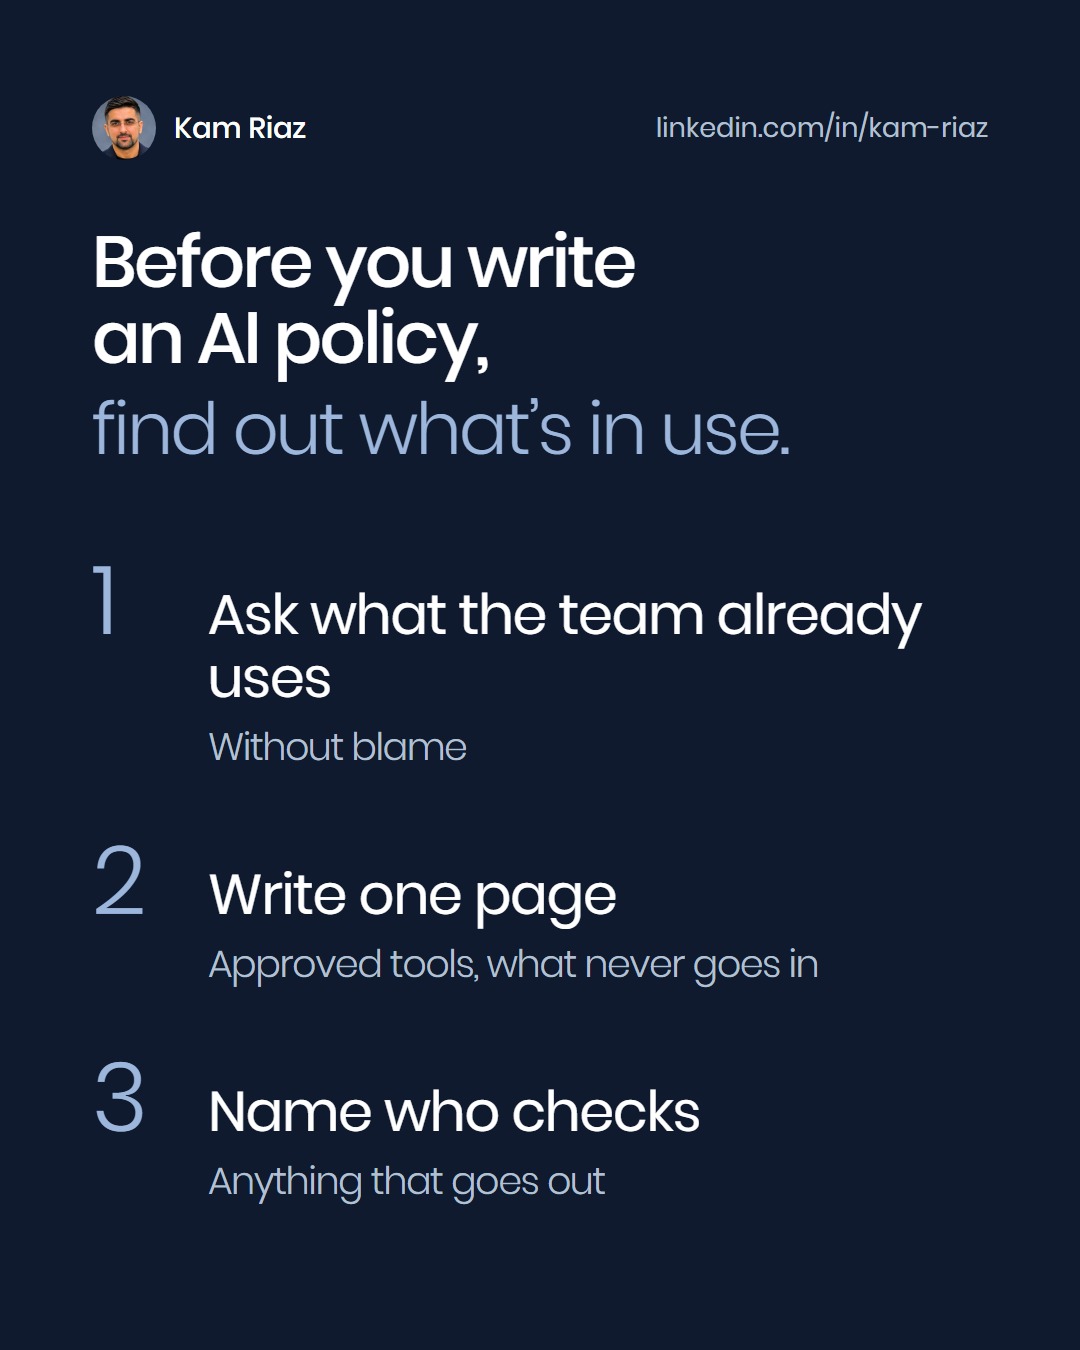 Kam Riaz
linkedin.com/in/kam-riaz
Before you write
an AI policy,
find out what’s in use.
1
Ask what the team already
uses
Without blame
2
Write one page
Approved tools, what never goes in
3
Name who checks
Anything that goes out